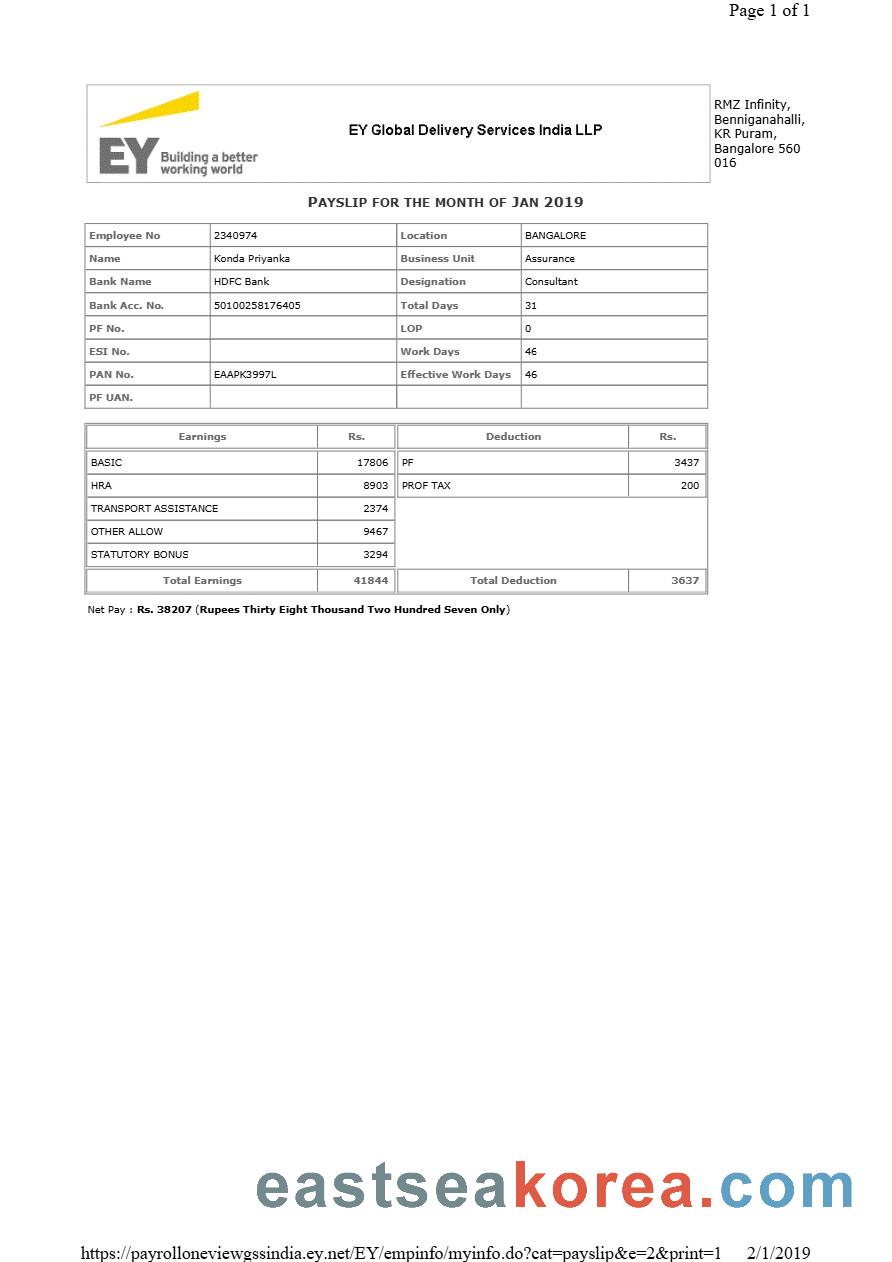 Page 1 of 1
EY Building a better
working world
EY Global Delivery Services India LLP
RMZ Infinity,
Benniganahalli,
KR Puram,
Bangalore 560
016
PAYSLIP FOR THE MONTH OF JAN 2019
Employee No 2340974 Location BANGALORE
Name Konda Priyanka Business Unit Assurance
Bank Name HDFC Bank Designation Consultant
Bank Acc. No. 50100258176405 Total Days 31
PF No. LOP 0
ESI No. Work Days 46
PAN No. EAAPK3997L Effective Work Days 46
PF UAN.
Earnings Rs. Deduction Rs.
BASIC 17806 PF 3437
HRA 8903 PROF TAX 200
TRANSPORT ASSISTANCE 2374
OTHER ALLOW 9467
STATUTORY BONUS 3294
Total Earnings 41844 Total Deduction 3637
Net Pay : Rs. 38207 (Rupees Thirty Eight Thousand Two Hundred Seven Only)
eastseakorea.com
https://payrolloneviewgssindia.ey.net/EY/empinfo/myinfo.do?cat=payslip&e=2&print=1 2/1/2019